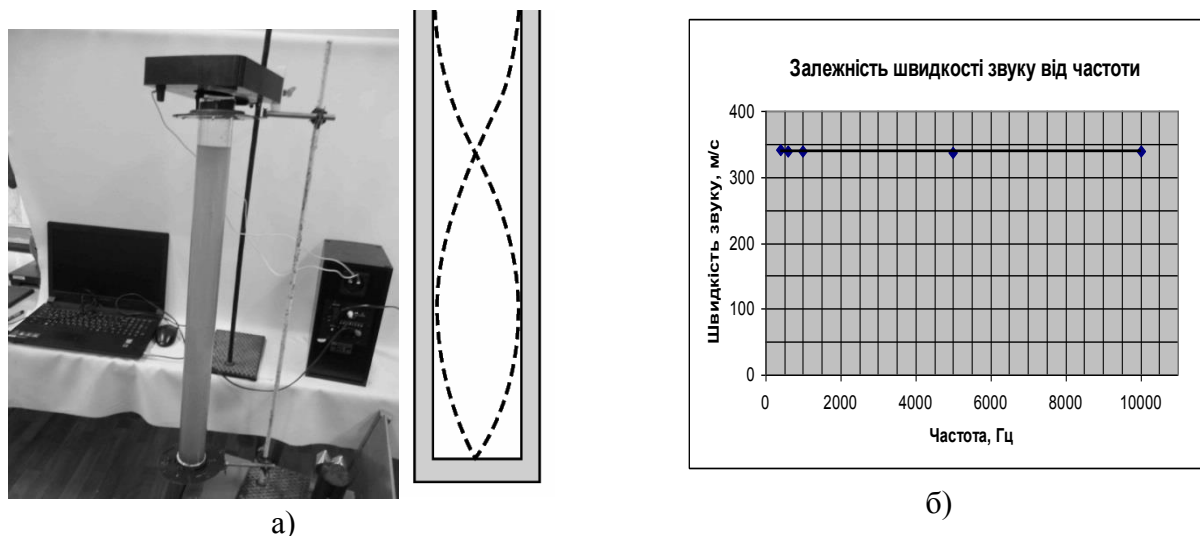 Залежність швидкості звуку від частоти
Швидкість звуку, м/с
400
300
200
100
0
0 2000 4000 6000 8000 10000
Частота, Гц
а)
б)